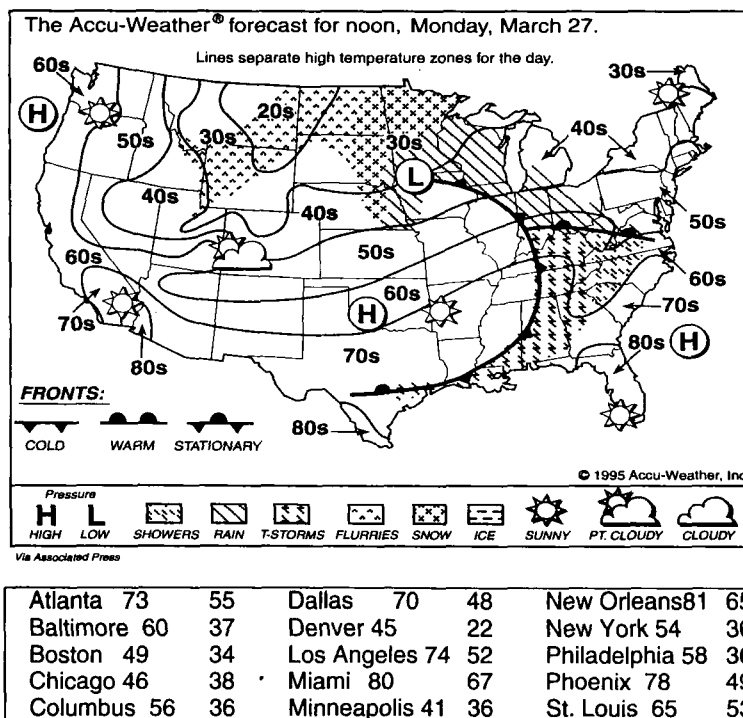 The Accu-Weather® forecast for noon, Monday, March 27.
Lines separate high temperature zones for the day.
60s
30s
H
20s
50s
30s
30s
40s
L
40s
40s
50s
50s
60s
60s
60s
H
70s
70s
80s
H
80s
70s
FRONTS:
80s
COLD WARM STATIONARY
© 1995 Accu-Weather, Inc
Pressure
H L
HIGH LOW SHOWERS RAIN T-STORMS FLURRIES SNOW ICE SUNNY PT. CLOUDY CLOUDY
Via Associated Press
Atlanta 73 55 Dallas 70 48 New Orleans81 65
Baltimore 60 37 Denver 45 22 New York 54
Boston 49 34 Los Angeles 74 52 Philadelphia 58
Chicago 46 38 Miami 80 67 Phoenix 78 49
Columbus 56 36 Minneapolis 41 36 St. Louis 65 53